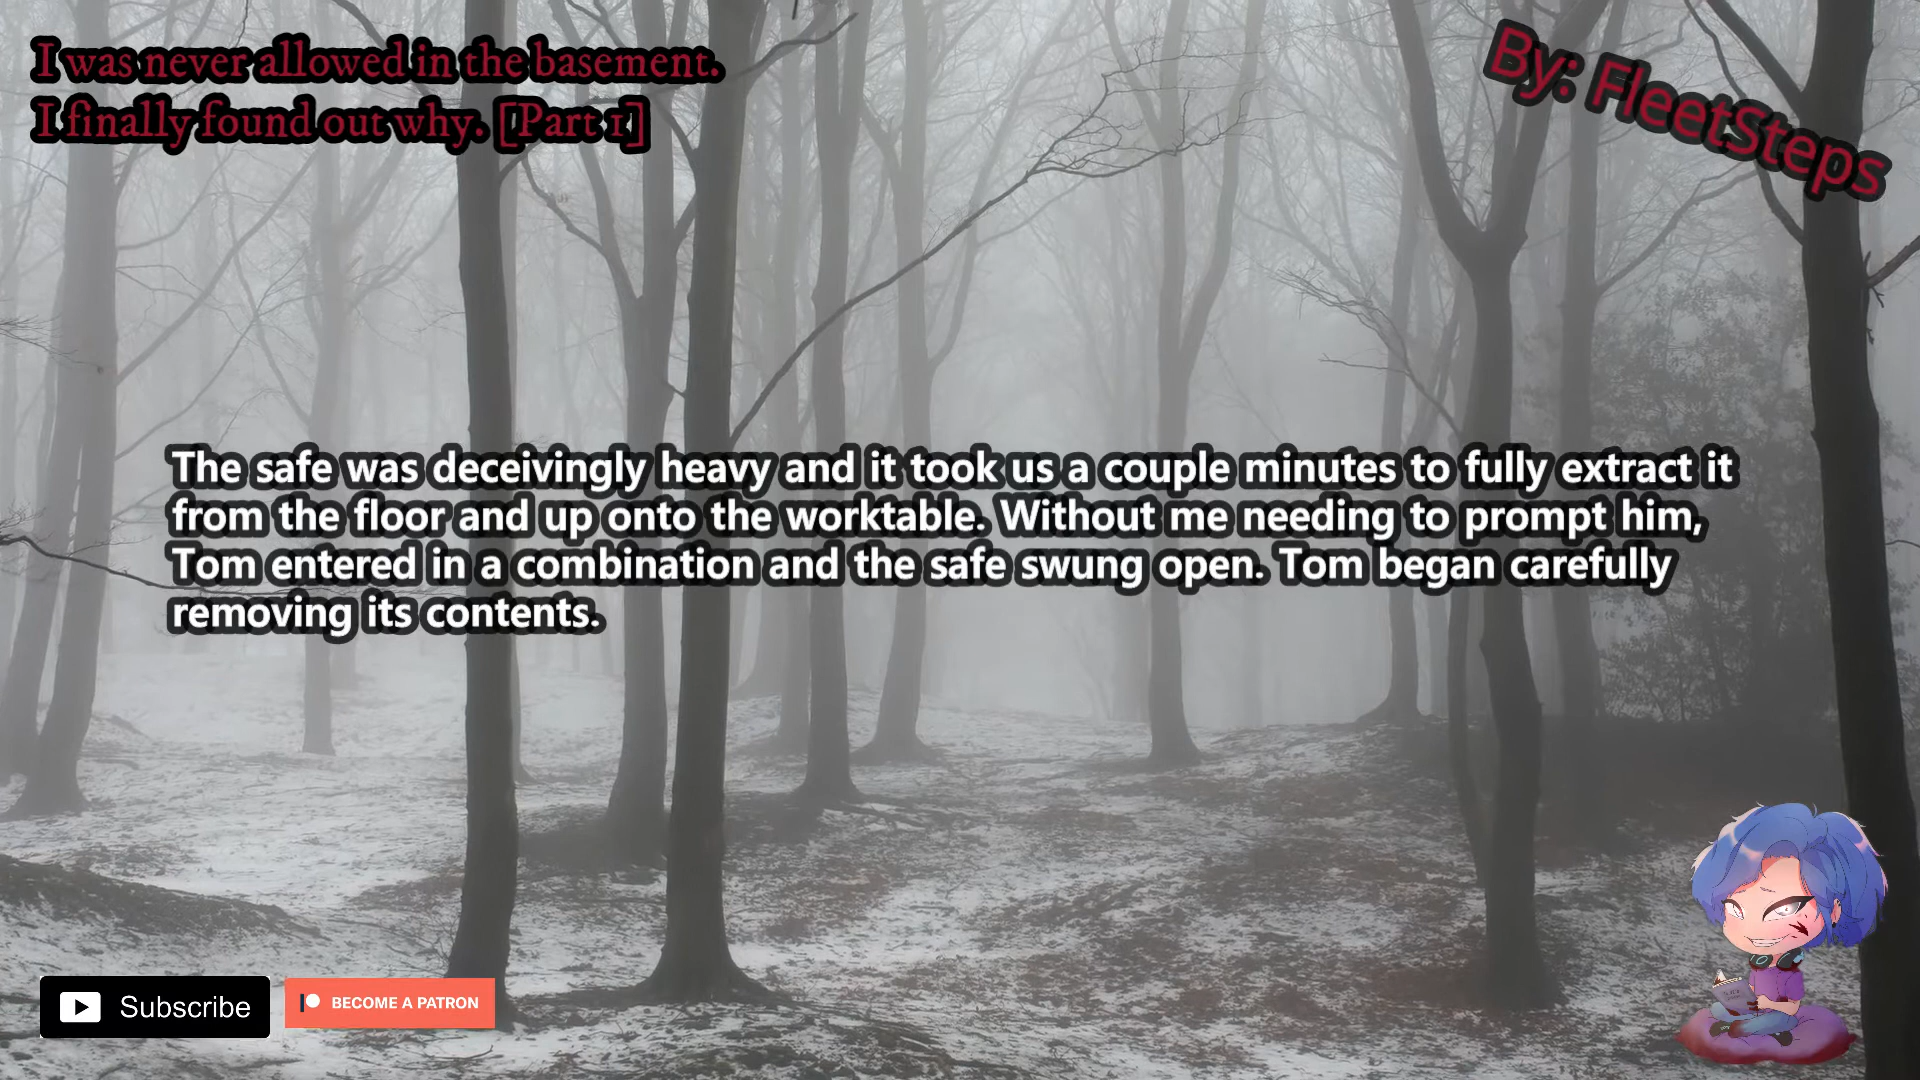 I was never allowed in the basement.
I finally found out why. [Part 1]
By: FleetSteps
The safe was deceivingly heavy and it took us a couple minutes to fully extract it
from the floor and up onto the worktable. Without me needing to prompt him,
Tom entered in a combination and the safe swung open. Tom began carefully
removing its contents.
Subscribe
BECOME A PATRON